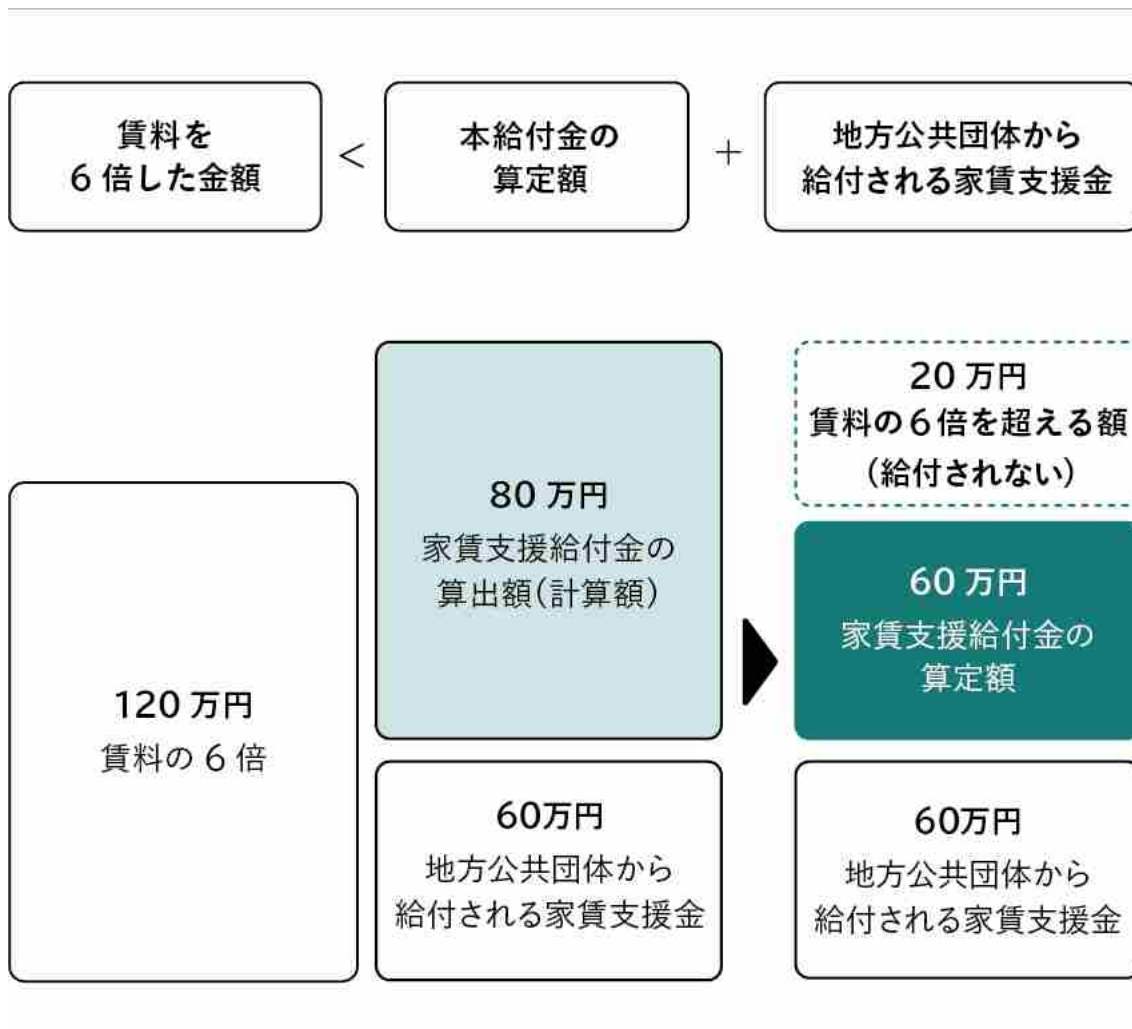 賃料を
6倍した金額
<
本給付金の
算定額
+
地方公共団体から
給付される家賃支援金
120万円
賃料の6倍
80万円
家賃支援給付金の
算出額(計算額)
60万円
地方公共団体から
給付される家賃支援金
20万円
賃料の6倍を超える額
(給付されない)
60万円
家賃支援給付金の
算定額
60万円
地方公共団体から
給付される家賃支援金